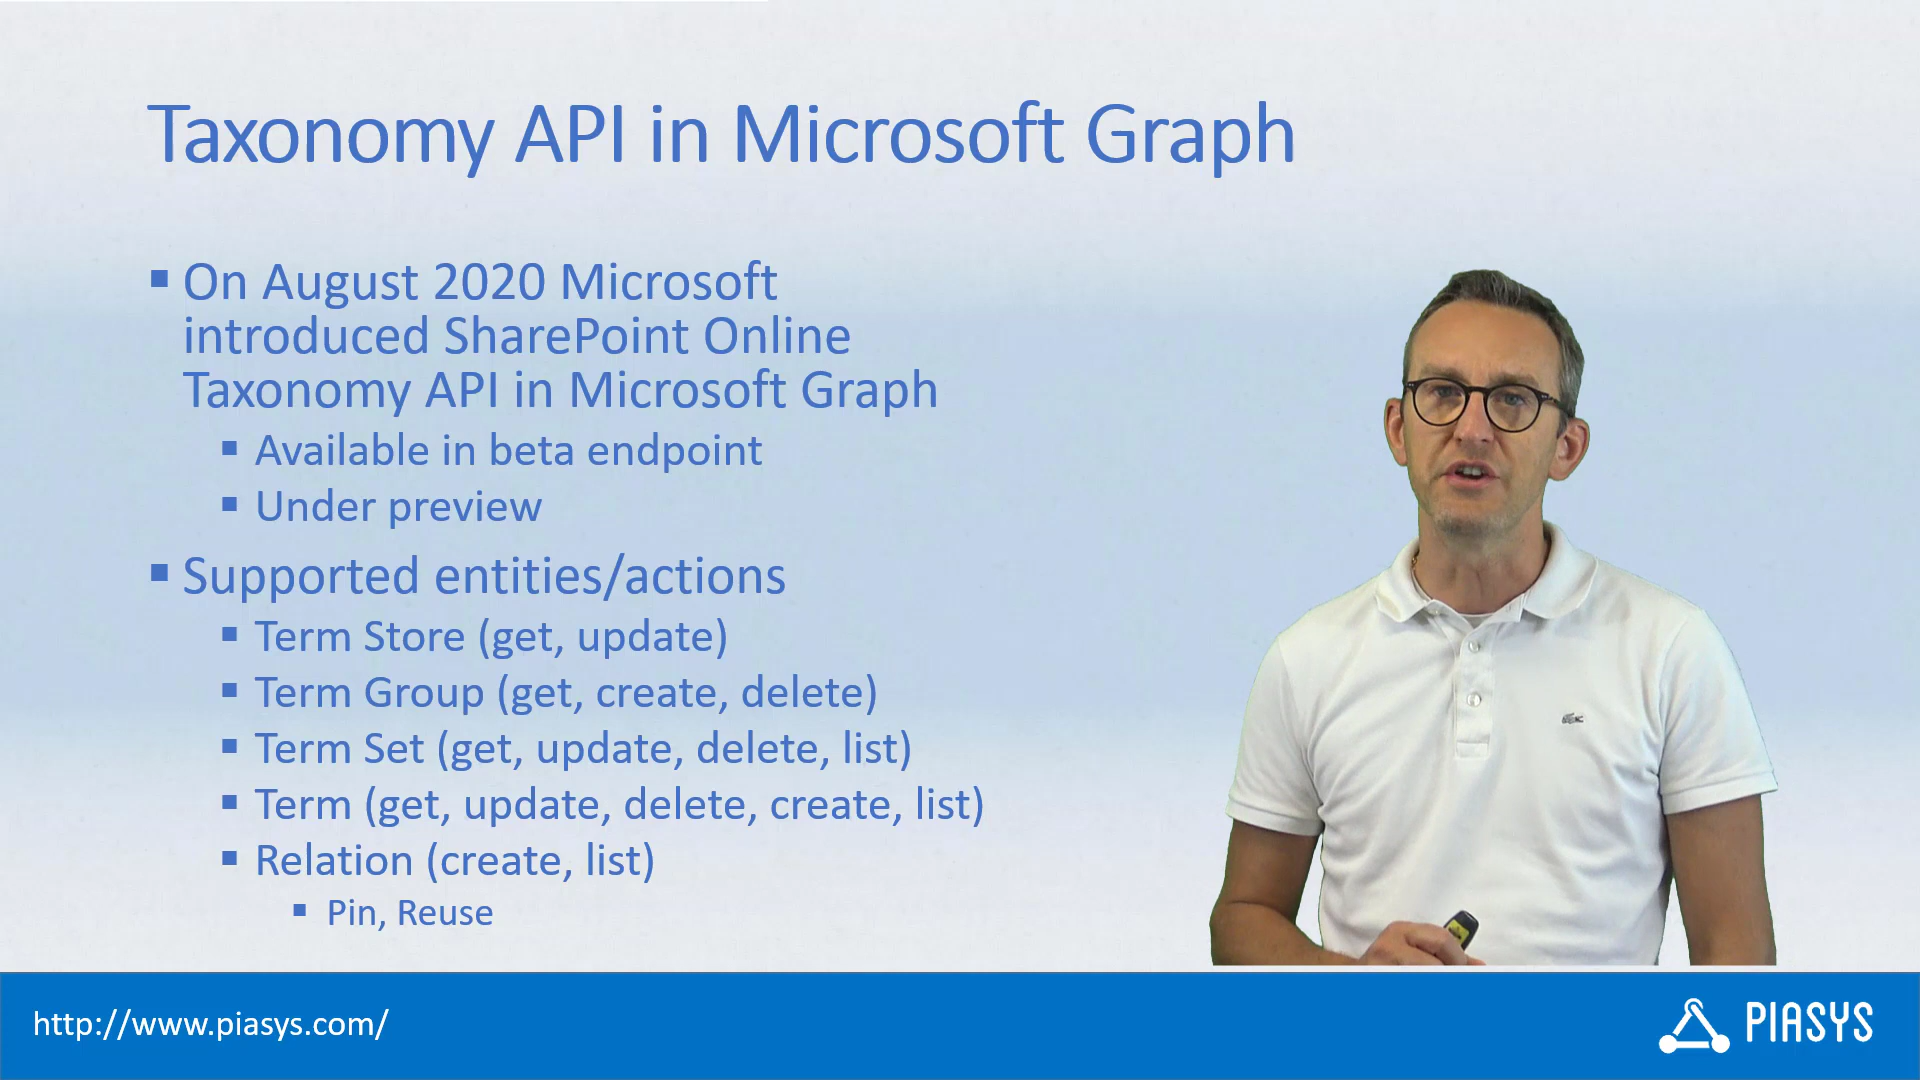 Taxonomy API in Microsoft Graph
▪ On August 2020 Microsoft
introduced SharePoint Online
Taxonomy API in Microsoft Graph
▪ Available in beta endpoint
▪ Under preview
▪ Supported entities/actions
▪ Term Store (get, update)
▪ Term Group (get, create, delete)
▪ Term Set (get, update, delete, list)
▪ Term (get, update, delete, create, list)
▪ Relation (create, list)
▪ Pin, Reuse
http://www.piasys.com/
PIASYS